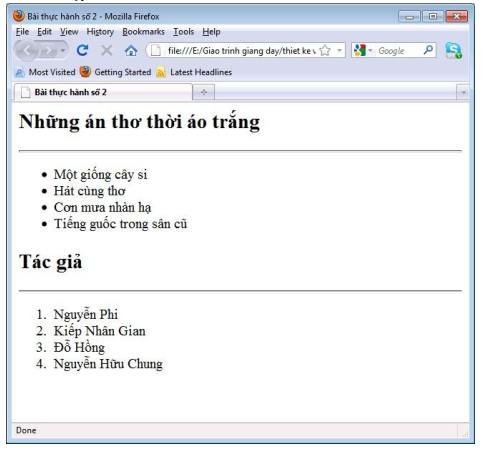 Bài thực hành số 2 - Mozilla Firefox
File Edit View History Bookmarks Tools Help
file:///E:/Giao trinh giang day/thiet ke v Google
Most Visited Getting Started Latest Headlines
Bài thực hành số 2
Những án thơ thời áo trắng
• Một giống cây si
• Hát cùng thơ
• Cơn mưa nhàn hạ
• Tiếng guốc trong sân cũ
Tác giả
1. Nguyễn Phi
2. Kiếp Nhân Gian
3. Đỗ Hồng
4. Nguyễn Hữu Chung
Done